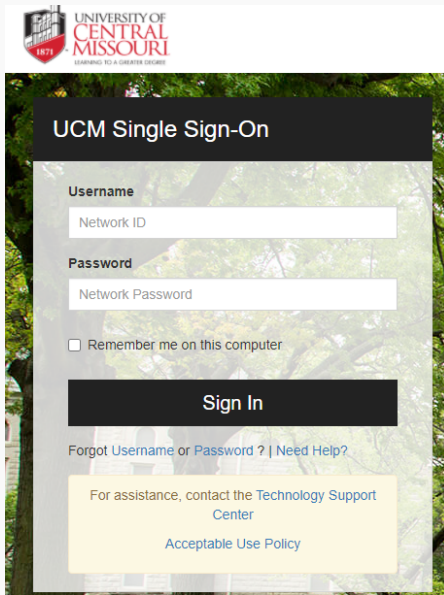 UNIVERSITY OF
CENTRAL
MISSOURI
1871
LEARNING TO A GREATER DEGREE
UCM Single Sign-On
Username
Network ID
Password
Network Password
Remember me on this computer
Sign In
Forgot Username or Password ? | Need Help?
For assistance, contact the Technology Support
Center
Acceptable Use Policy